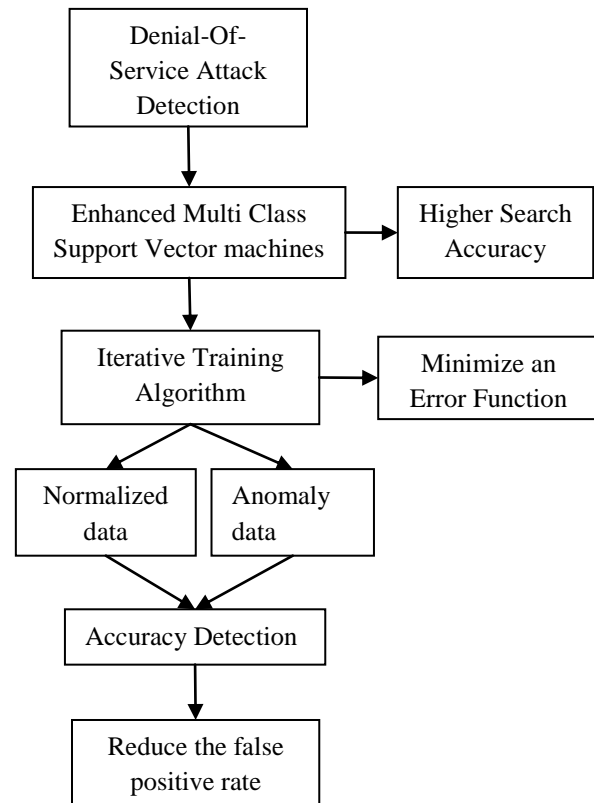 Denial-Of-
Service Attack
Detection
Enhanced Multi Class
Support Vector machines
Higher Search
Accuracy
Iterative Training
Algorithm
Minimize an
Error Function
Normalized
data
Anomaly
data
Accuracy Detection
Reduce the false
positive rate